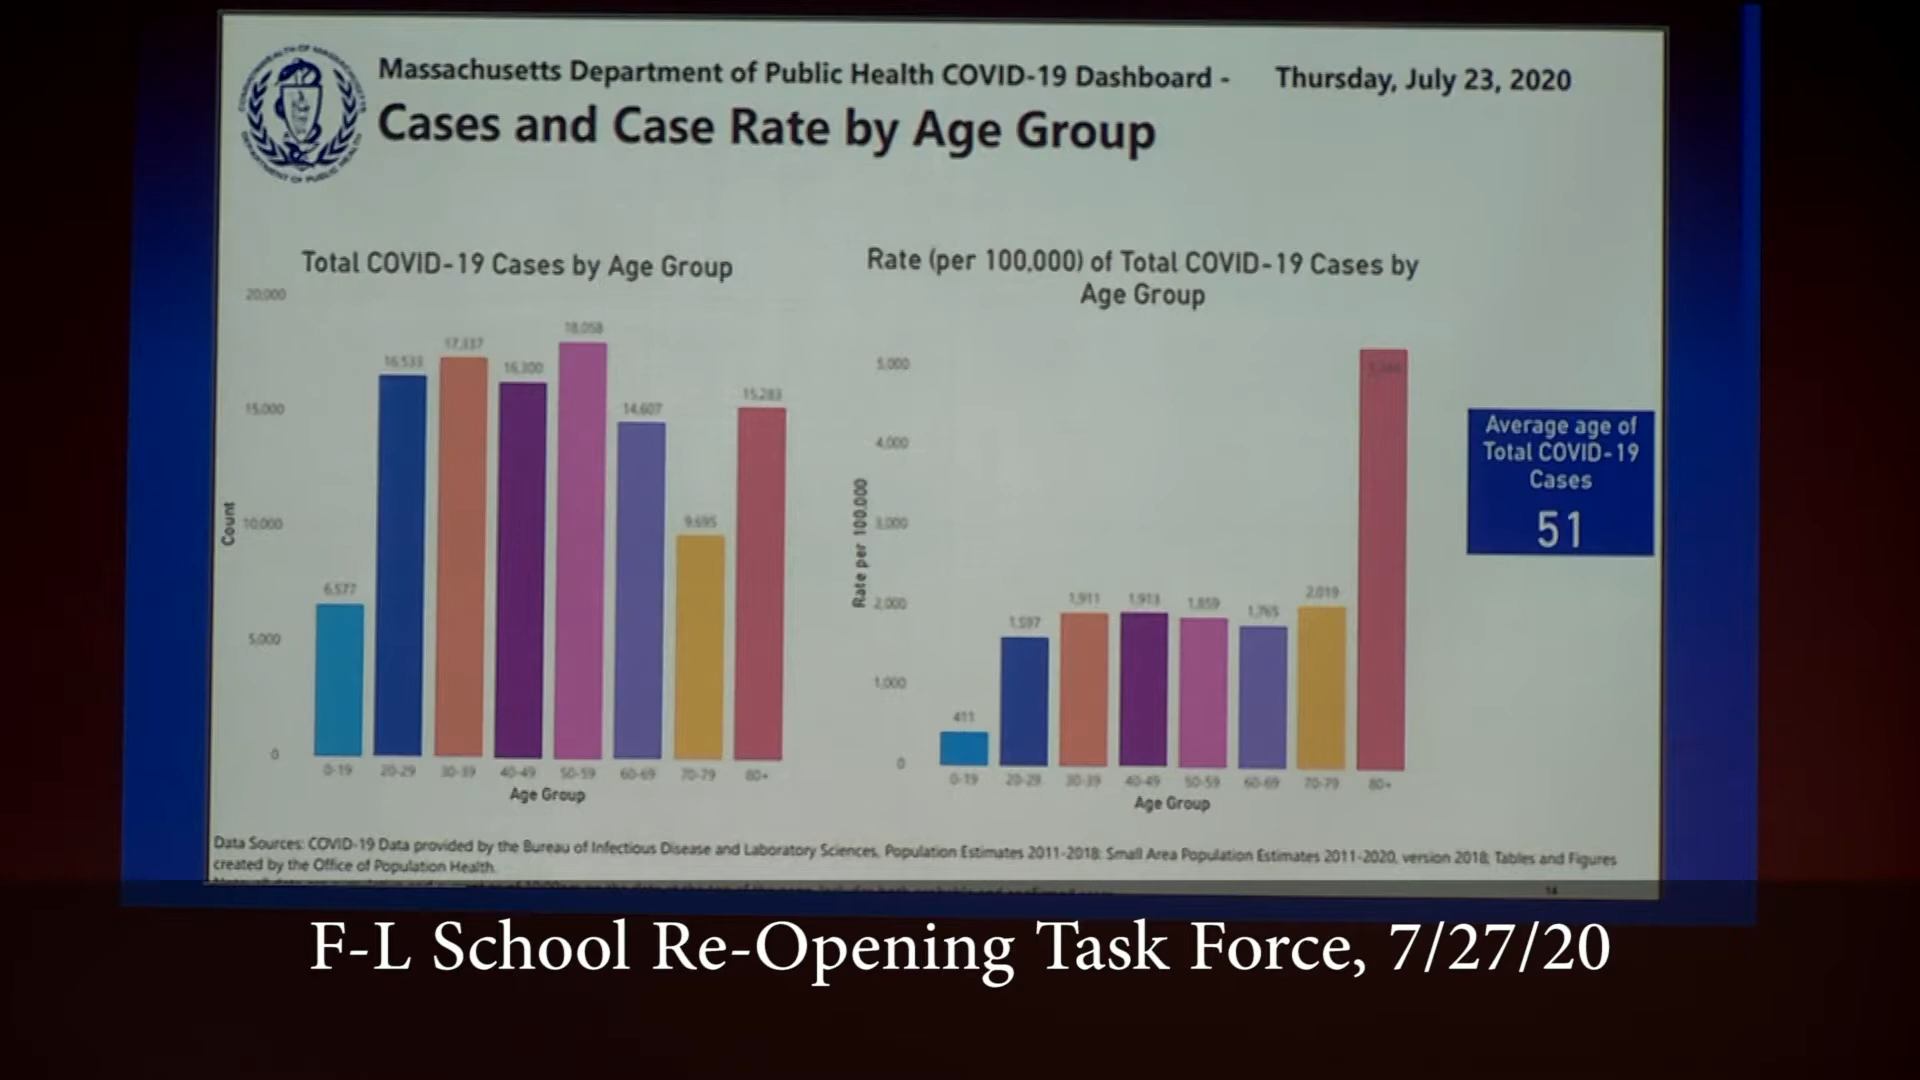 Massachusetts Department of Public Health COVID-19 Dashboard -
Thursday, July 23, 2020
Cases and Case Rate by Age Group
Total COVID-19 Cases by Age Group
20,000
15,000
10,000
5,000
0
Count
6,577
16,533
17,337
16,300
18,058
14,607
9,695
15,283
0-19
20-29
30-39
40-49
50-59
60-69
70-79
80+
Age Group
Rate (per 100,000) of Total COVID-19 Cases by
Age Group
5,000
4,000
3,000
2,000
1,000
0
Rate per 100,000
411
1,597
1,911
1,913
1,859
1,765
2,019
0-19
20-29
30-39
40-49
50-59
60-69
70-79
80+
Age Group
Average age of
Total COVID-19
Cases
51
Data Sources: COVID-19 Data provided by the Bureau of Infectious Disease and Laboratory Sciences, Population Estimates 2011-2018: Small Area Population Estimates 2011-2020, version 2018; Tables and Figures
created by the Office of Population Health.
14
F-L School Re-Opening Task Force, 7/27/20